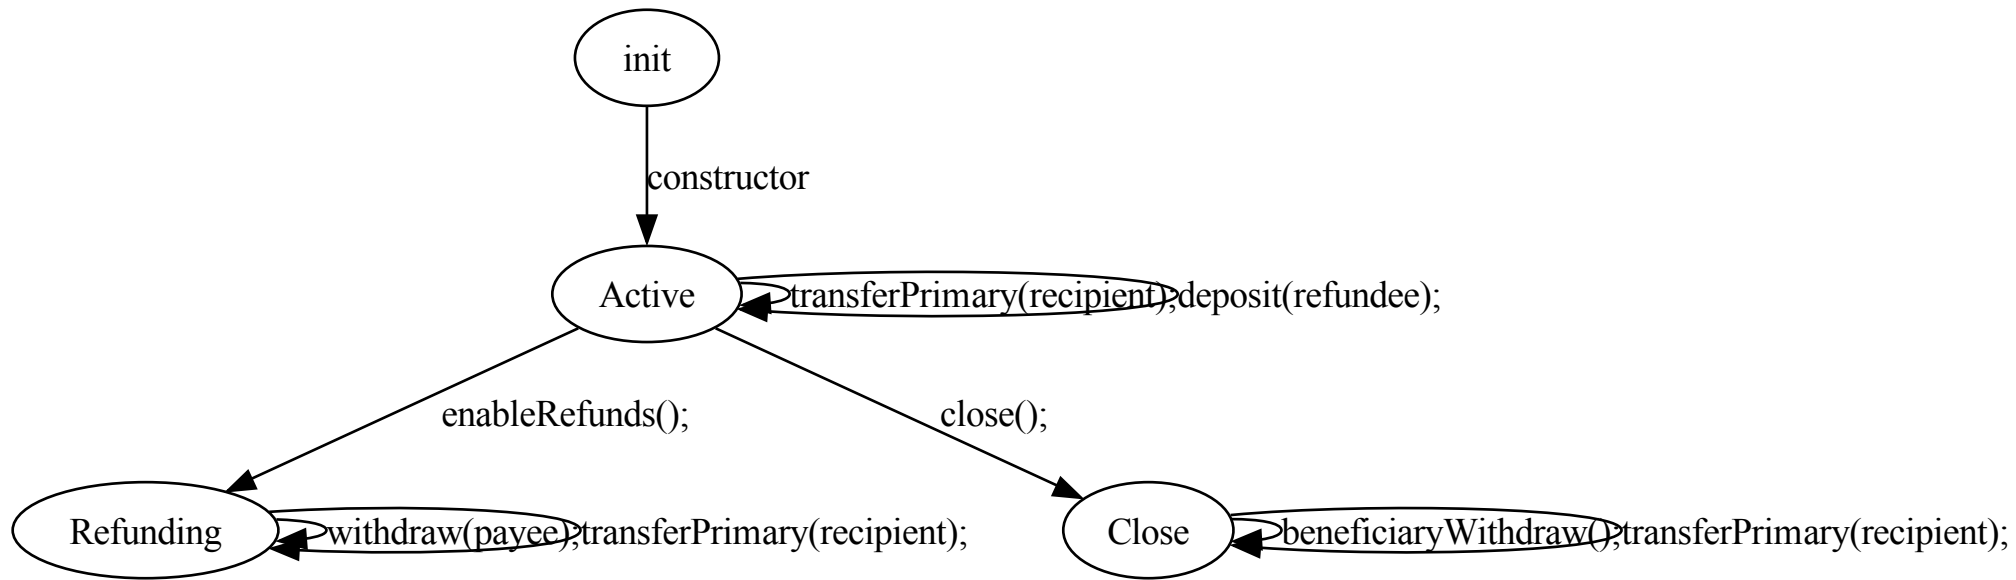 init
constructor
Active
transferPrimary(recipient);
deposit(refundee);
enableRefunds();
close();
Refunding
withdraw(payee);
transferPrimary(recipient);
Close
beneficiaryWithdraw();
transferPrimary(recipient);